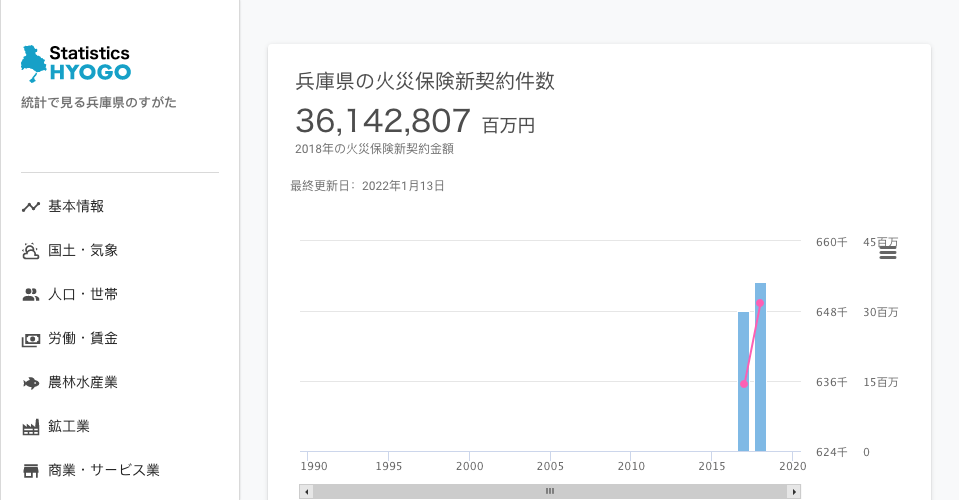 Statistics
HYOGO
統計で見る兵庫県のすがた
基本情報
国土・気象
人口・世帯
労働・賃金
農林水産業
鉱工業
商業・サービス業
兵庫県の火災保険新契約件数
36,142,807 百万円
2018年の火災保険新契約金額
最終更新日：2022年1月13日
660千 45百万
648千 30百万
636千 15百万
624千 0
1990 1995 2000 2005 2010 2015 2020